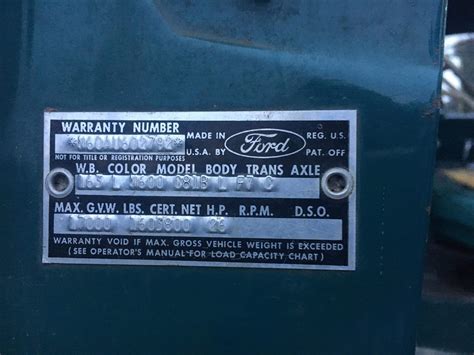 WARRANTY NUMBER
MADE IN
Ford
REG. U.S.
NOT FOR TITLE OR REGISTRATION PURPOSES
U.S.A. BY
PAT. OFF
W.B. COLOR MODEL BODY TRANS AXLE
L
MAX. G.V.W. LBS. CERT. NET H.P. R.P.M. D.S.O.
WARRANTY VOID IF MAX. GROSS VEHICLE WEIGHT IS EXCEEDED
(SEE OPERATOR'S MANUAL FOR LOAD CAPACITY CHART)